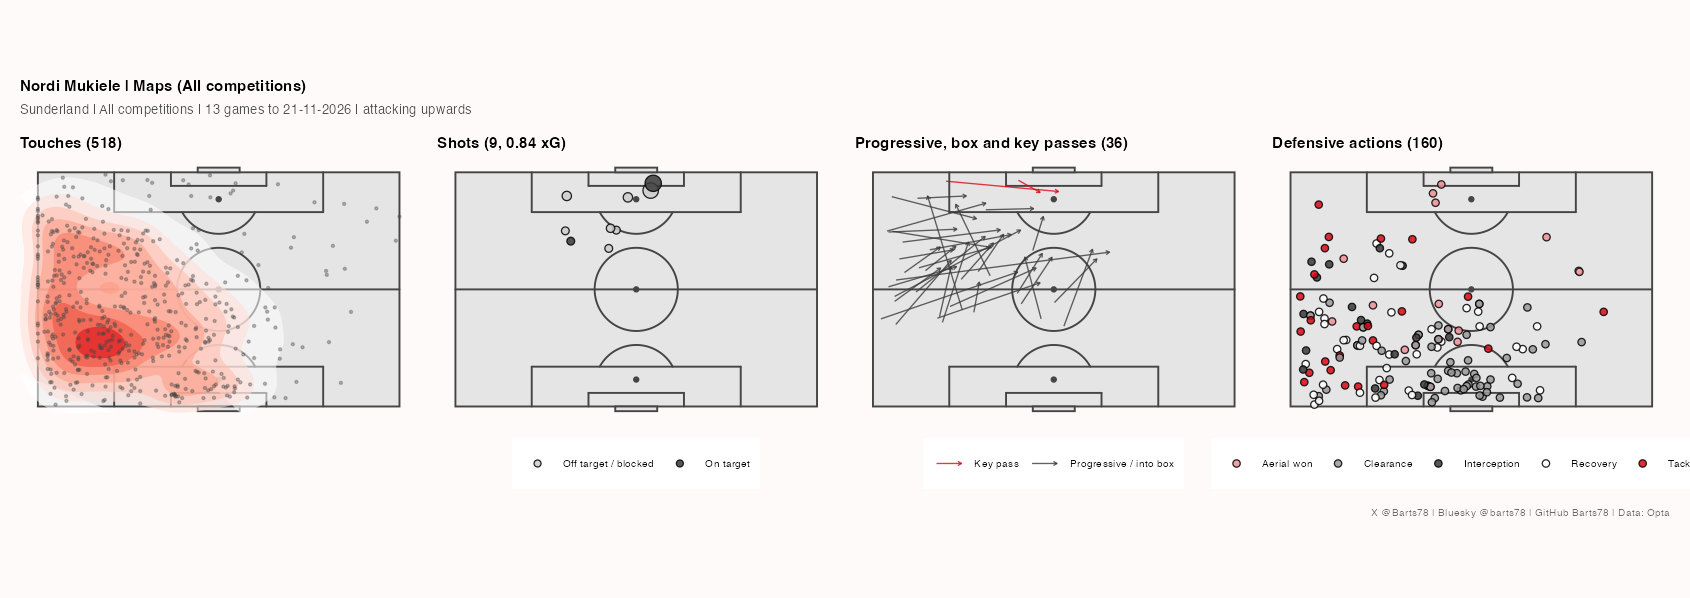 Nordi Mukiele | Maps (All competitions)
Sunderland | All competitions | 13 games to 21-11-2026 | attacking upwards
Touches (518)
Shots (9, 0.84 xG)
Progressive, box and key passes (36)
Defensive actions (160)
Off target / blocked
On target
Key pass
Progressive / into box
Aerial won
Clearance
Interception
Recovery
Tack
X @Barts78 | Bluesky @barts78 | GitHub Barts78 | Data: Opta